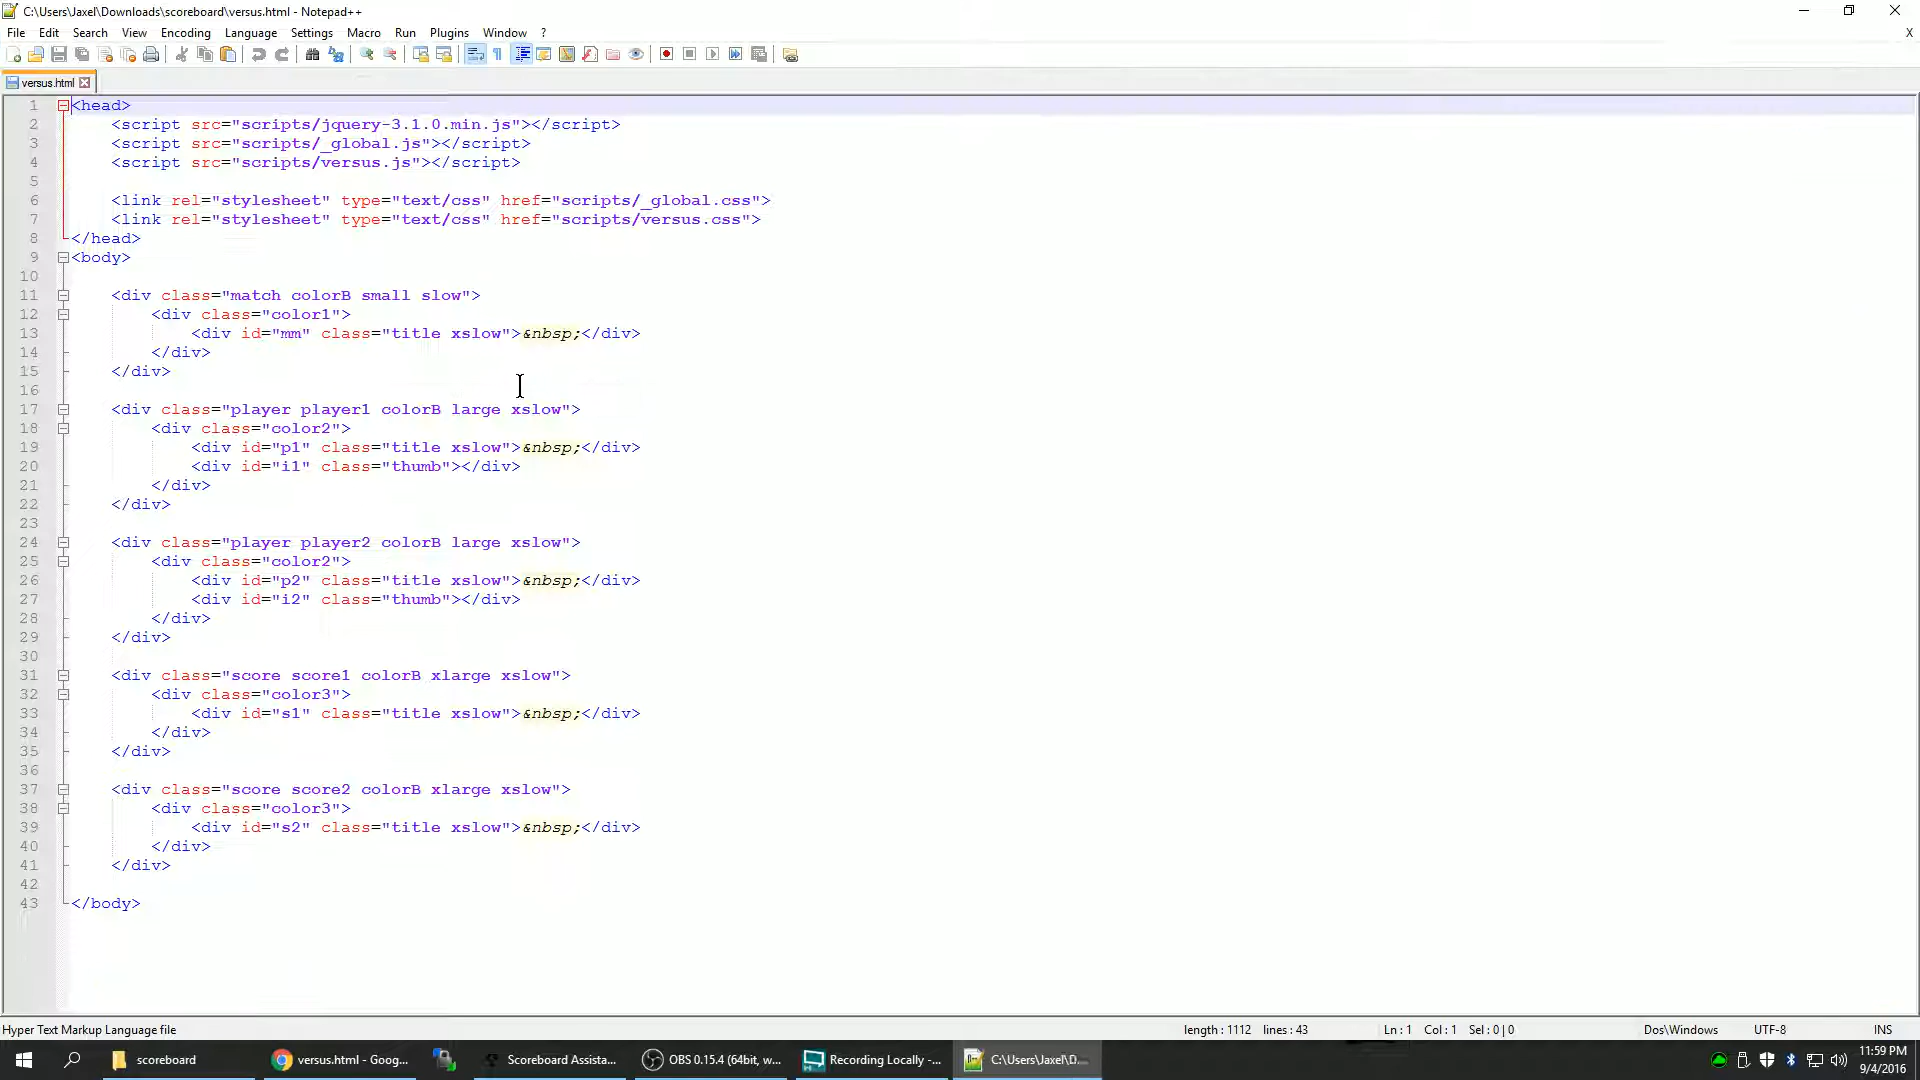 C:\Users\Jaxel\Downloads\scoreboard\versus.html - Notepad++
File Edit Search View Encoding Language Settings Macro Run Plugins Window ? X
versus.html
1 <head>
2 <script src="scripts/jquery-3.1.0.min.js"></script>
3 <script src="scripts/_global.js"></script>
4 <script src="scripts/versus.js"></script>
5
6 <link rel="stylesheet" type="text/css" href="scripts/_global.css">
7 <link rel="stylesheet" type="text/css" href="scripts/versus.css">
8 </head>
9 <body>
10
11 <div class="match colorB small slow">
12 <div class="color1">
13 <div id="mm" class="title xslow">&nbsp;</div>
14 </div>
15 </div>
16
17 <div class="player player1 colorB large xslow">
18 <div class="color2">
19 <div id="p1" class="title xslow">&nbsp;</div>
20 <div id="i1" class="thumb"></div>
21 </div>
22 </div>
23
24 <div class="player player2 colorB large xslow">
25 <div class="color2">
26 <div id="p2" class="title xslow">&nbsp;</div>
27 <div id="i2" class="thumb"></div>
28 </div>
29 </div>
30
31 <div class="score score1 colorB xlarge xslow">
32 <div class="color3">
33 <div id="s1" class="title xslow">&nbsp;</div>
34 </div>
35 </div>
36
37 <div class="score score2 colorB xlarge xslow">
38 <div class="color3">
39 <div id="s2" class="title xslow">&nbsp;</div>
40 </div>
41 </div>
42
43 </body>
Hyper Text Markup Language file length : 1112 lines : 43 Ln : 1 Col : 1 Sel : 0 | 0 Dos\Windows UTF-8 INS
scoreboard versus.html - Goog... Scoreboard Assista... OBS 0.15.4 (64bit, w... Recording Locally -... C:\Users\Jaxel\D... 11:59 PM
9/4/2016